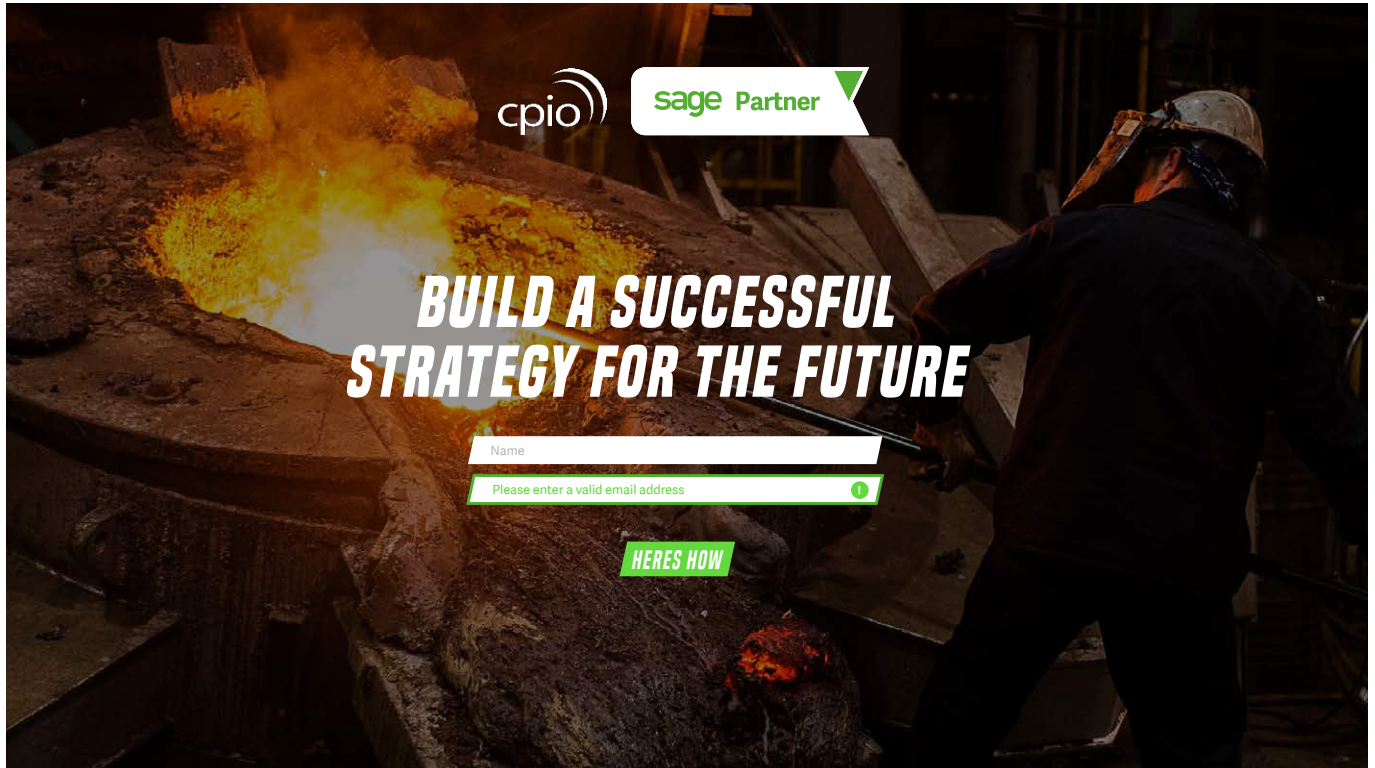 cpio
sage Partner
BUILD A SUCCESSFUL
STRATEGY FOR THE FUTURE
Name
Please enter a valid email address
!
HERES HOW